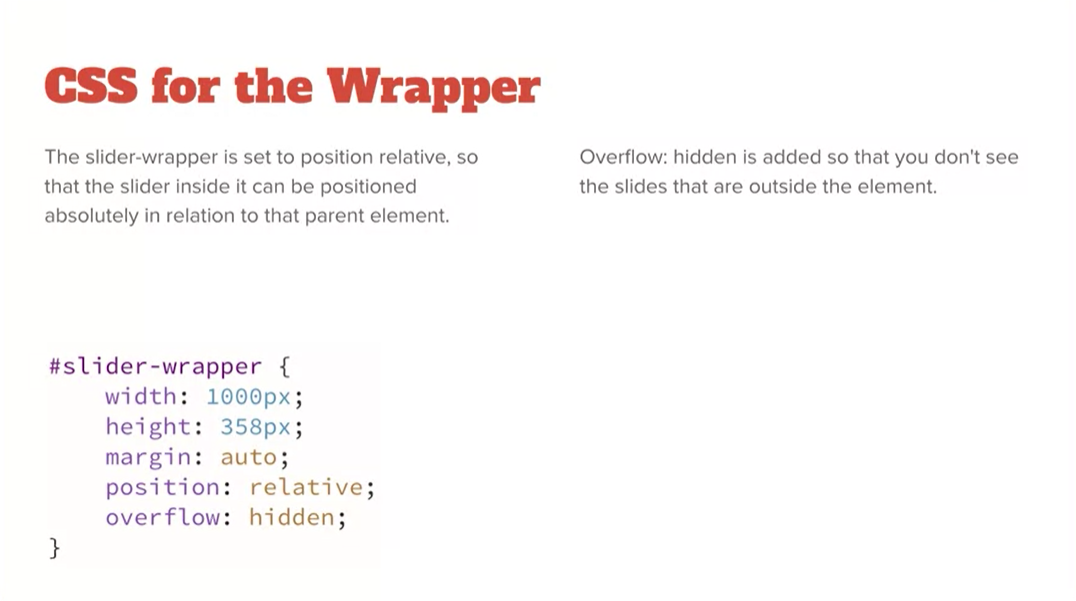 CSS for the Wrapper
The slider-wrapper is set to position relative, so
that the slider inside it can be positioned
absolutely in relation to that parent element.
Overflow: hidden is added so that you don't see
the slides that are outside the element.
#slider-wrapper {
    width: 1000px;
    height: 358px;
    margin: auto;
    position: relative;
    overflow: hidden;
}